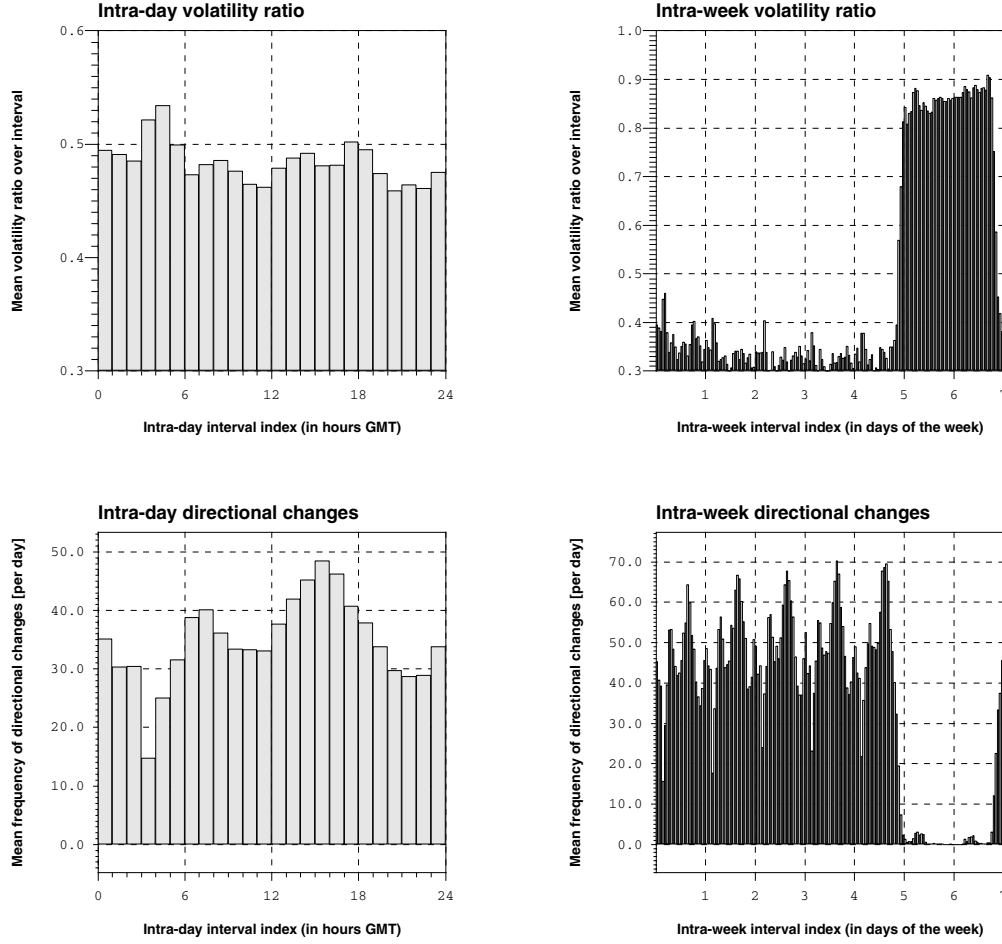 Intra-day volatility ratio
Mean volatility ratio over interval
0.6
0.5
0.4
0.3
0 6 12 18 24
Intra-day interval index (in hours GMT)
Intra-week volatility ratio
Mean volatility ratio over interval
1.0
0.9
0.8
0.7
0.6
0.5
0.4
0.3
1 2 3 4 5 6
Intra-week interval index (in days of the week)
Intra-day directional changes
Mean frequency of directional changes [per day]
50.0
40.0
30.0
20.0
10.0
0.0
0 6 12 18 24
Intra-day interval index (in hours GMT)
Intra-week directional changes
Mean frequency of directional changes [per day]
70.0
60.0
50.0
40.0
30.0
20.0
10.0
0.0
1 2 3 4 5 6
Intra-week interval index (in days of the week)